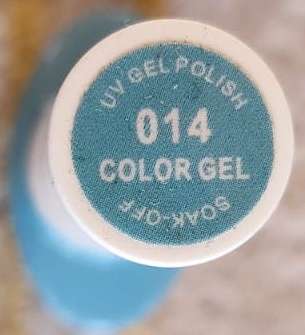 UV GEL POLISH
014
COLOR GEL
SOAK-OFF